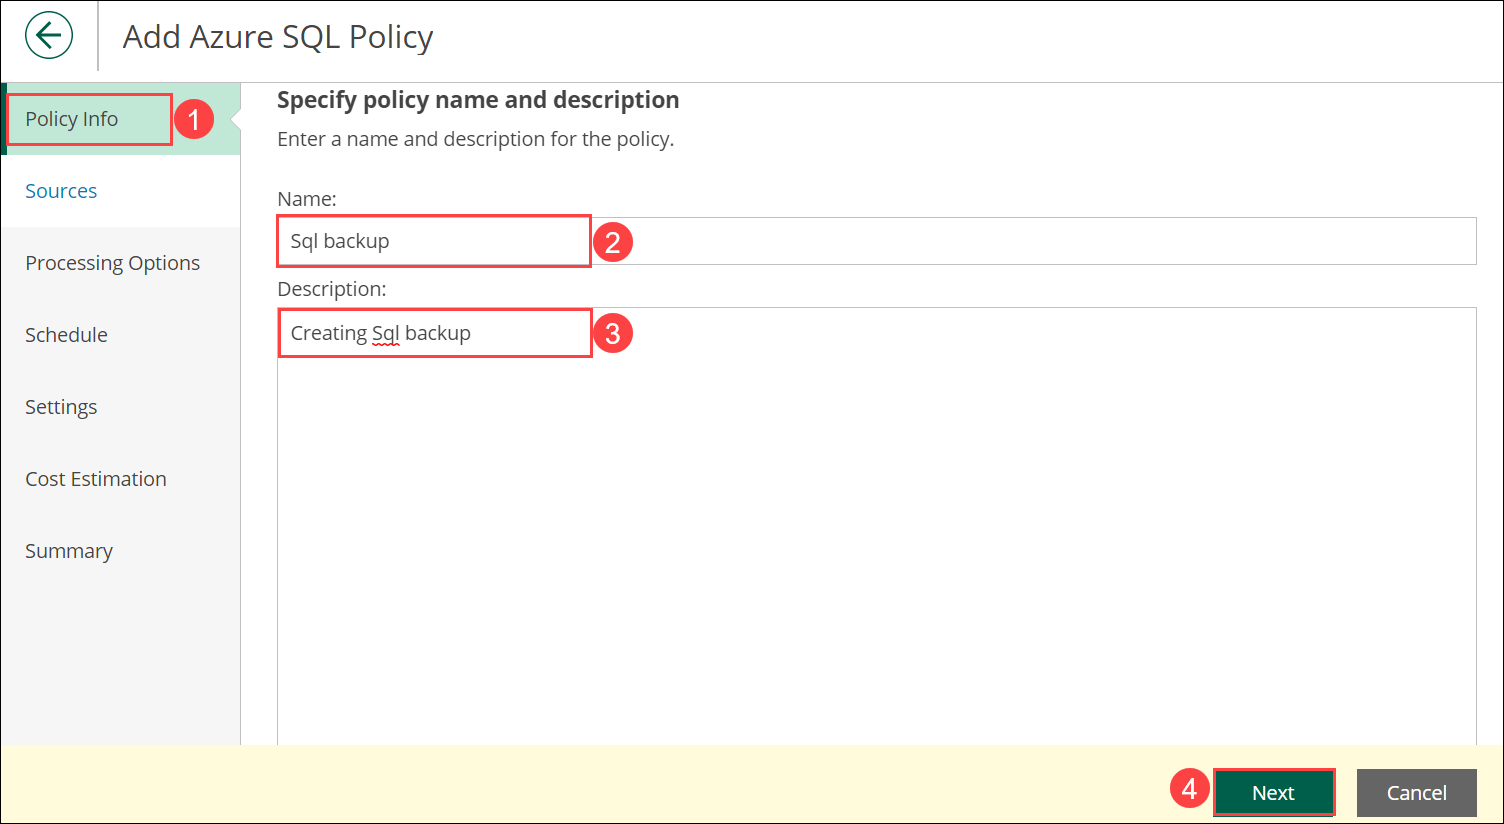 Add Azure SQL Policy
Policy Info
1
Sources
Processing Options
Schedule
Settings
Cost Estimation
Summary
Specify policy name and description
Enter a name and description for the policy.
Name:
Sql backup
2
Description:
Creating Sql backup
3
4
Next
Cancel